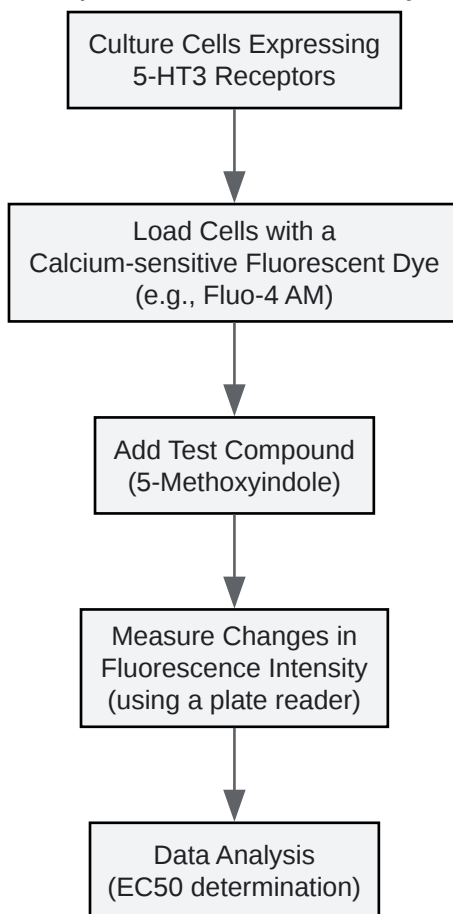 Culture Cells Expressing
5-HT3 Receptors
Load Cells with a
Calcium-sensitive Fluorescent Dye
(e.g., Fluo-4 AM)
Add Test Compound
(5-Methoxyindole)
Measure Changes in
Fluorescence Intensity
(using a plate reader)
Data Analysis
(EC50 determination)